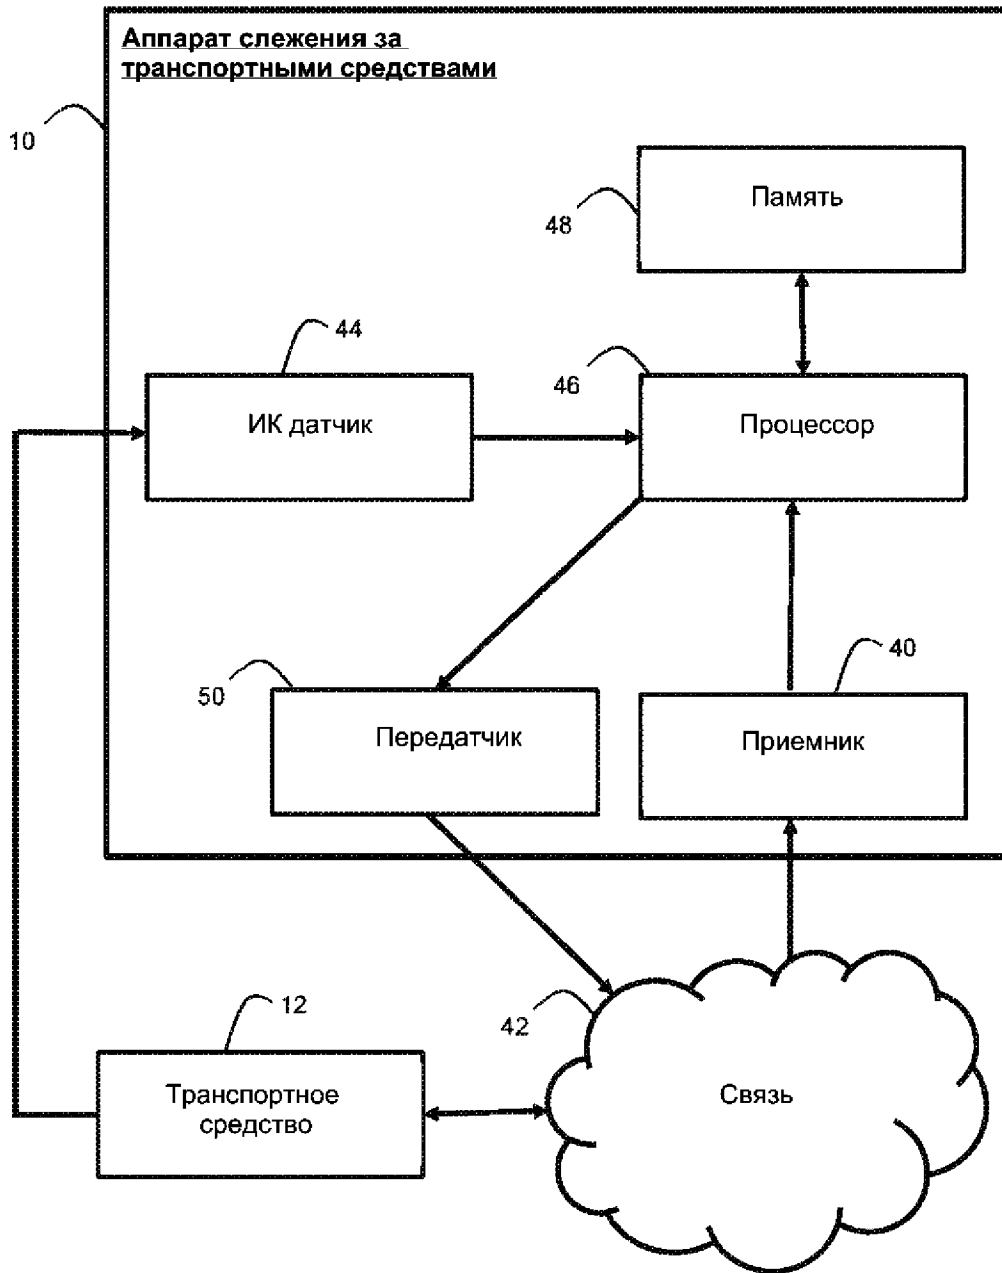 Аппарат слежения за
транспортными средствами
10
Память
48
44
46
ИК датчик
Процессор
50
40
Передатчик
Приемник
12
42
Транспортное
средство
Связь